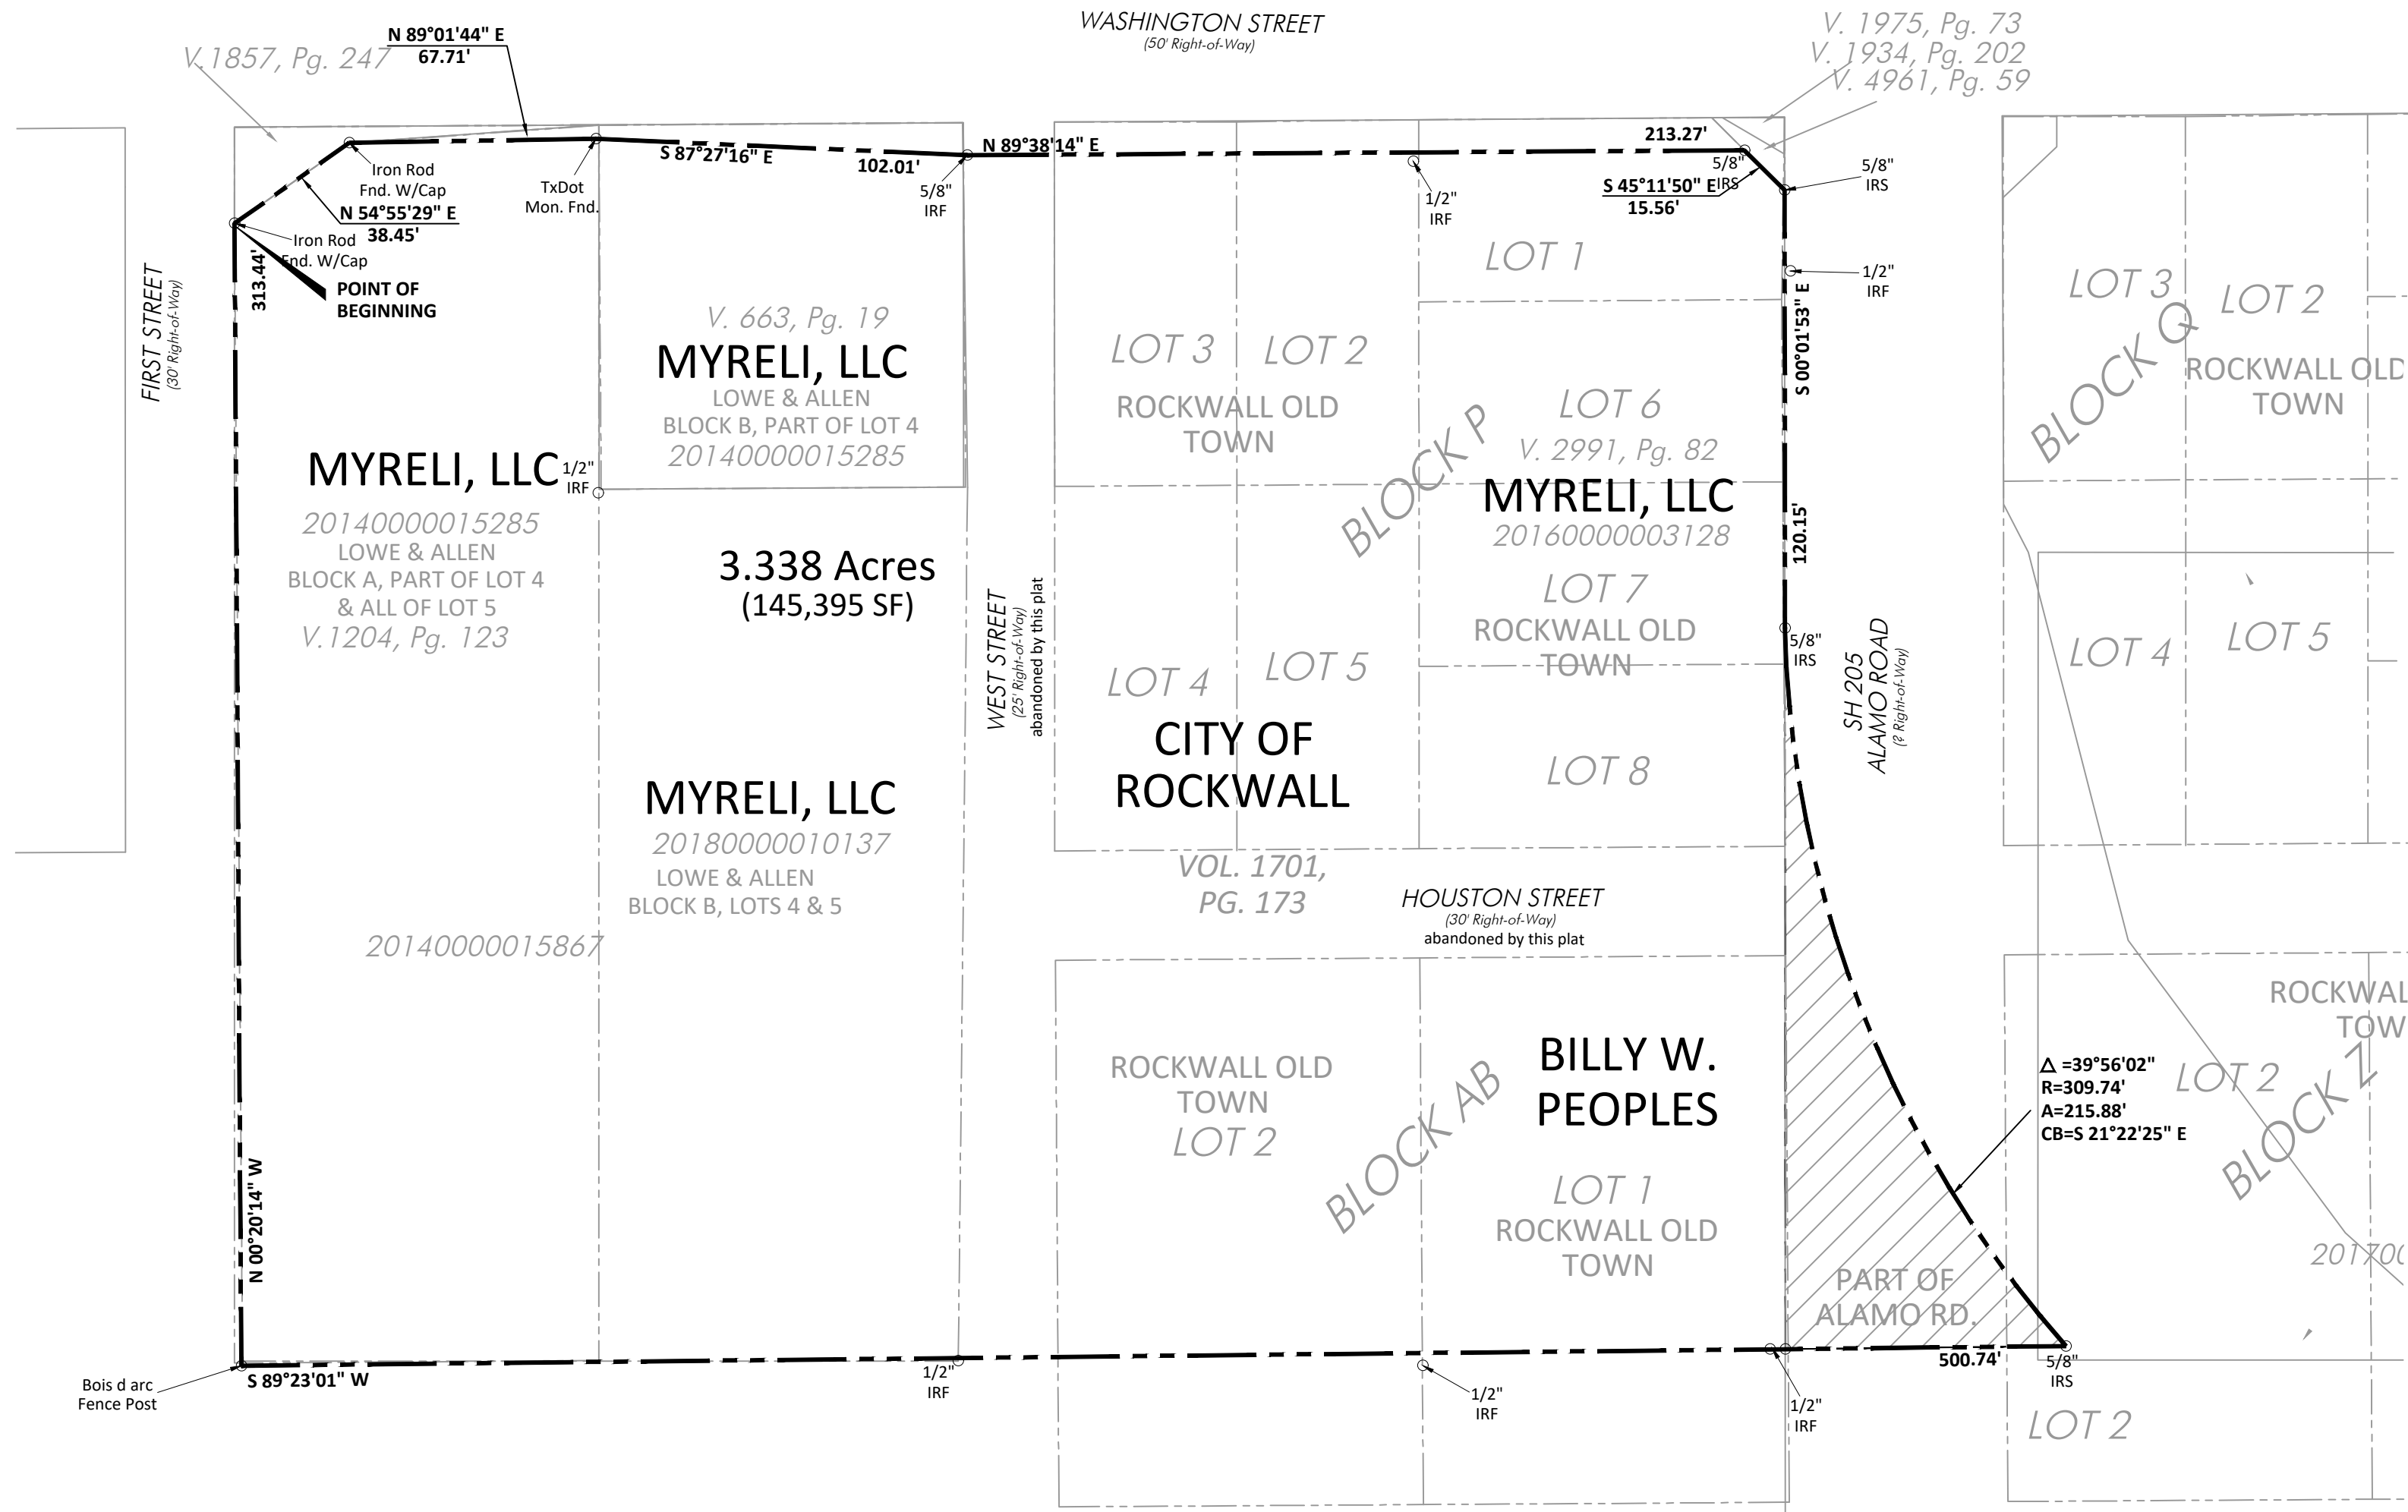 WASHINGTON STREET
(50' Right-of-Way)
V. 1857, Pg. 247
N 89°01'44" E
67.71'
V. 1975, Pg. 73
V. 1934, Pg. 202
V. 4961, Pg. 59
Iron Rod
Fnd. W/Cap
N 54°55'29" E
38.45'
Iron Rod
Fnd. W/Cap
POINT OF
BEGINNING
313.44'
FIRST STREET
(30' Right-of-Way)
TxDot
Mon. Fnd.
S 87°27'16" E
102.01'
5/8"
IRF
N 89°38'14" E
213.27'
1/2"
IRF
5/8"
IRS
S 45°11'50" E
15.56'
5/8"
IRS
1/2"
IRF
S 00°01'53" E
120.15'
5/8"
IRS
V. 663, Pg. 19
MYRELI, LLC
LOWE & ALLEN
BLOCK B, PART OF LOT 4
20140000015285
MYRELI, LLC
1/2"
IRF
20140000015285
LOWE & ALLEN
BLOCK A, PART OF LOT 4
& ALL OF LOT 5
V.1204, Pg. 123
3.338 Acres
(145,395 SF)
WEST STREET
(25' Right-of-Way)
abandoned by this plat
LOT 3
LOT 2
ROCKWALL OLD
TOWN
BLOCK P
LOT 1
LOT 6
V. 2991, Pg. 82
MYRELI, LLC
20160000003128
LOT 7
ROCKWALL OLD
TOWN
LOT 4
LOT 5
LOT 8
CITY OF
ROCKWALL
VOL. 1701,
PG. 173
SH 205
ALAMO ROAD
(? Right-of-Way)
LOT 3
LOT 2
BLOCK Q
ROCKWALL OLD
TOWN
LOT 4
LOT 5
MYRELI, LLC
20180000010137
LOWE & ALLEN
BLOCK B, LOTS 4 & 5
20140000015867
HOUSTON STREET
(30' Right-of-Way)
abandoned by this plat
ROCKWALL OLD
TOWN
LOT 2
BLOCK AB
BILLY W.
PEOPLES
LOT 1
ROCKWALL OLD
TOWN
PART OF
ALAMO RD.
Δ =39°56'02"
R=309.74'
A=215.88'
CB=S 21°22'25" E
ROCKWAL
TOW
LOT 2
BLOCK Z
201700
N 00°20'14" W
Bois d arc
Fence Post
S 89°23'01" W
1/2"
IRF
1/2"
IRF
1/2"
IRF
500.74'
5/8"
IRS
LOT 2